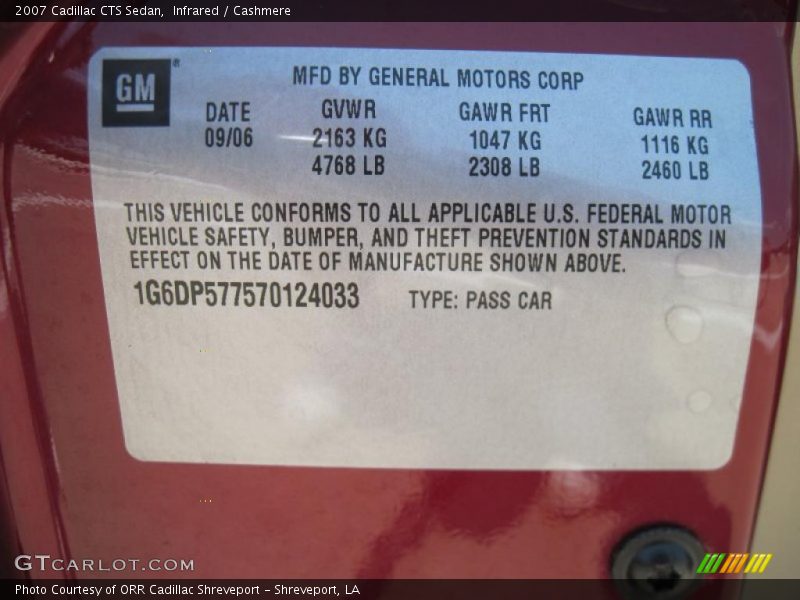 2007 Cadillac CTS Sedan, Infrared / Cashmere
GM®
MFD BY GENERAL MOTORS CORP
DATE GVWR GAWR FRT GAWR RR
09/06 2163 KG 1047 KG 1116 KG
4768 LB 2308 LB 2460 LB
THIS VEHICLE CONFORMS TO ALL APPLICABLE U.S. FEDERAL MOTOR
VEHICLE SAFETY, BUMPER, AND THEFT PREVENTION STANDARDS IN
EFFECT ON THE DATE OF MANUFACTURE SHOWN ABOVE.
1G6DP577570124033 TYPE: PASS CAR
GTCARLOT.COM
Photo Courtesy of ORR Cadillac Shreveport - Shreveport, LA